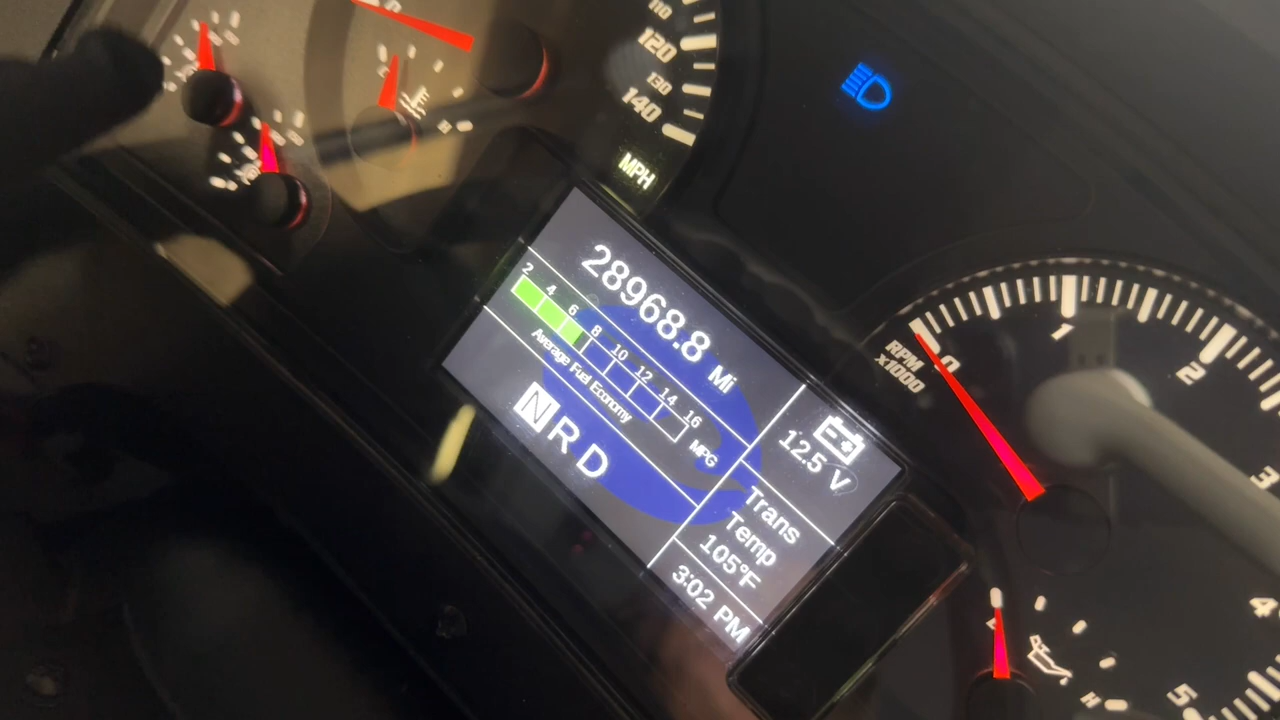 110
120
130
140
MPH
28968.8 Mi
2 4 6 8 10 12 14 16
MPG
Average Fuel Economy
N R D
12.5 V
Trans
Temp
105°F
3:02 PM
RPM
x1000
0
1
2
3
4
5
H